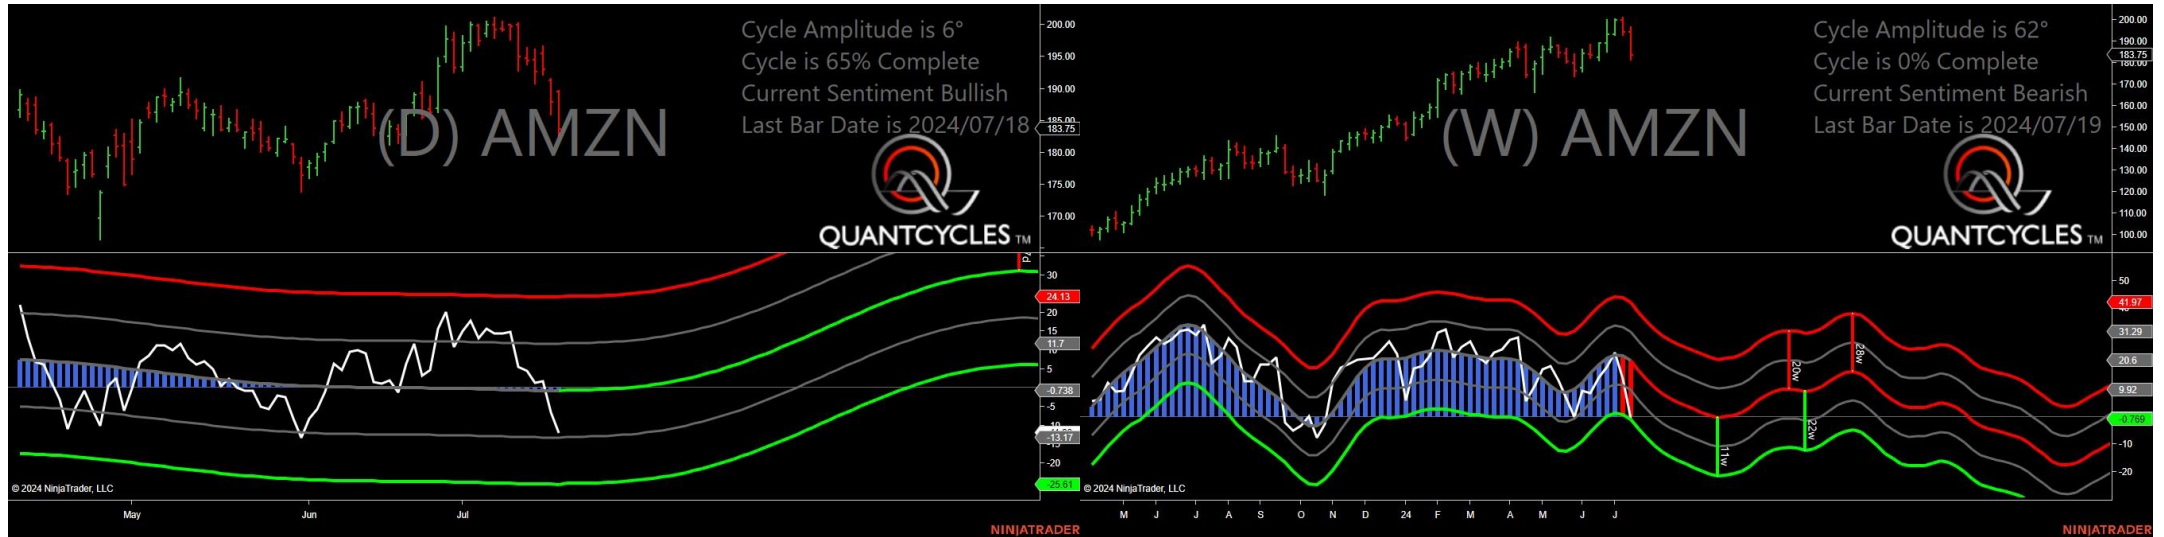 Cycle Amplitude is 6°
Cycle is 65% Complete
Current Sentiment Bullish
Last Bar Date is 2024/07/18
(D) AMZN
QUANTCYCLES TM
200.00
195.00
190.00
185.00
183.75
180.00
175.00
170.00
7d
30
24.13
20
15
11.7
10
5
-0.738
-5
-13.17
-20
-25.61
© 2024 NinjaTrader, LLC
May
Jun
Jul
NINJATRADER
Cycle Amplitude is 62°
Cycle is 0% Complete
Current Sentiment Bearish
Last Bar Date is 2024/07/19
(W) AMZN
QUANTCYCLES TM
200.00
190.00
183.75
180.00
170.00
160.00
150.00
140.00
130.00
120.00
110.00
100.00
50
41.97
40
31.29
20.6
9.92
-0.769
-10
-20
11w
20w
22w
28w
© 2024 NinjaTrader, LLC
M J J A S O N D 24 F M A M J J
NINJATRADER